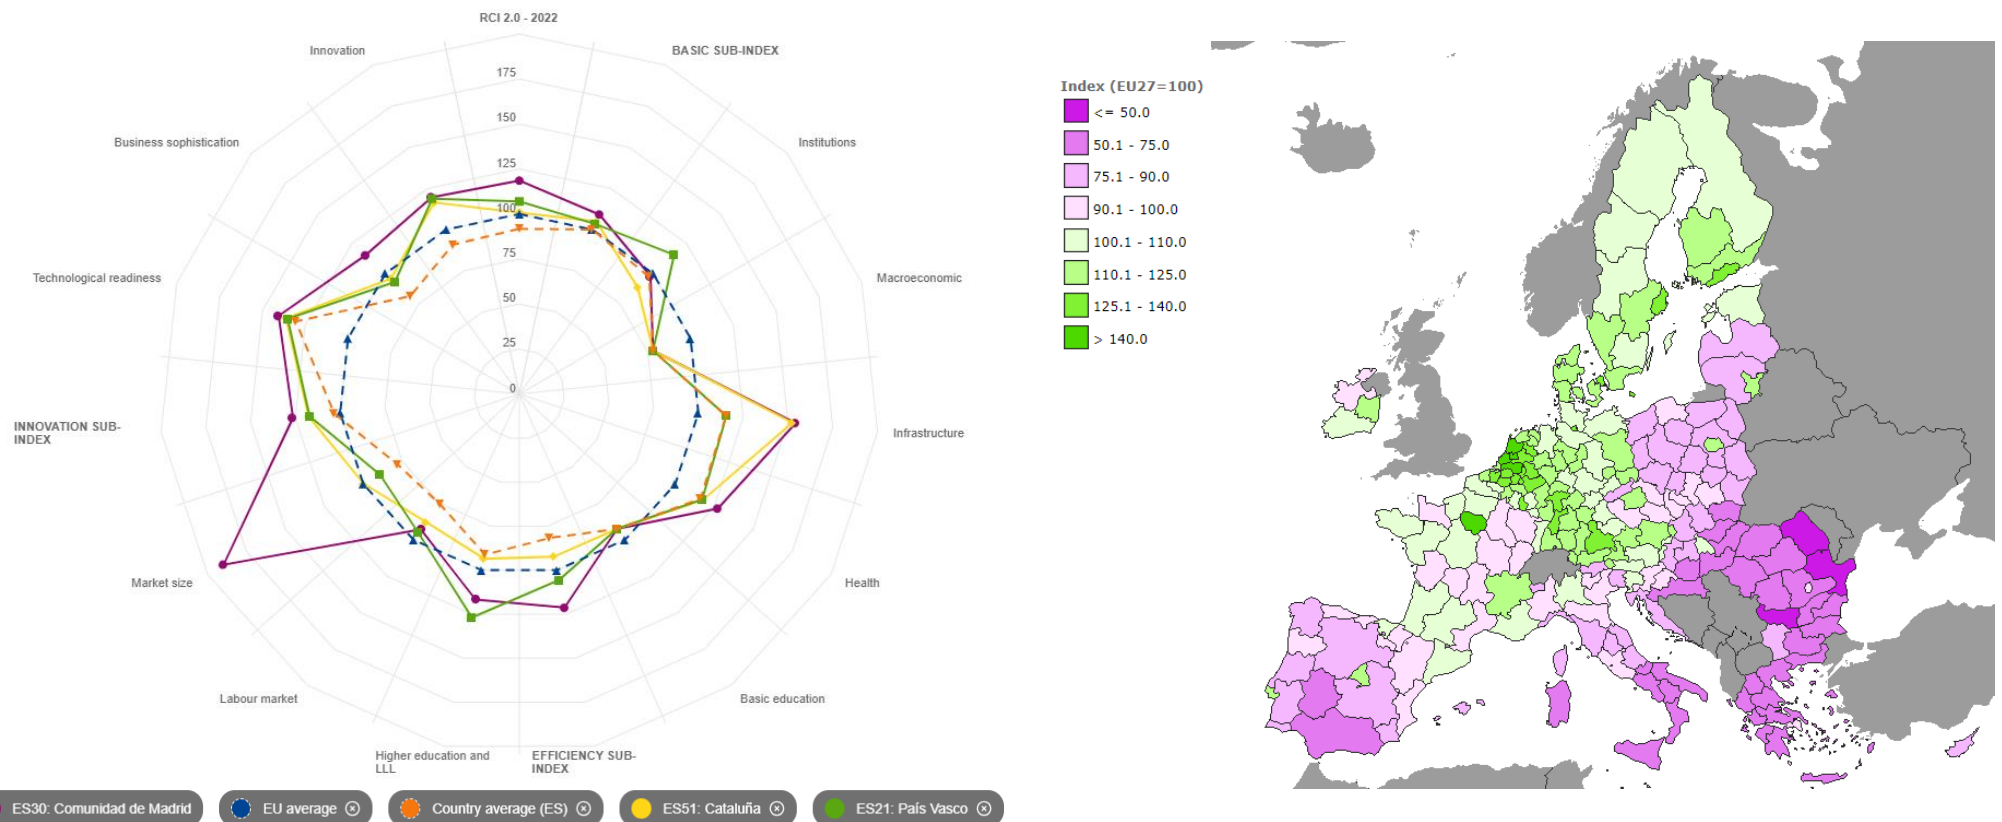 RCI 2.0 - 2022
Innovation
BASIC SUB-INDEX
Business sophistication
Institutions
Technological readiness
Macroeconomic
INNOVATION SUB-
INDEX
Infrastructure
Market size
Health
Labour market
Basic education
Higher education and
LLL
EFFICIENCY SUB-
INDEX
175
150
125
100
75
50
25
0
ES30: Comunidad de Madrid
EU average
Country average (ES)
ES51: Cataluña
ES21: País Vasco
Index (EU27=100)
<= 50.0
50.1 - 75.0
75.1 - 90.0
90.1 - 100.0
100.1 - 110.0
110.1 - 125.0
125.1 - 140.0
> 140.0